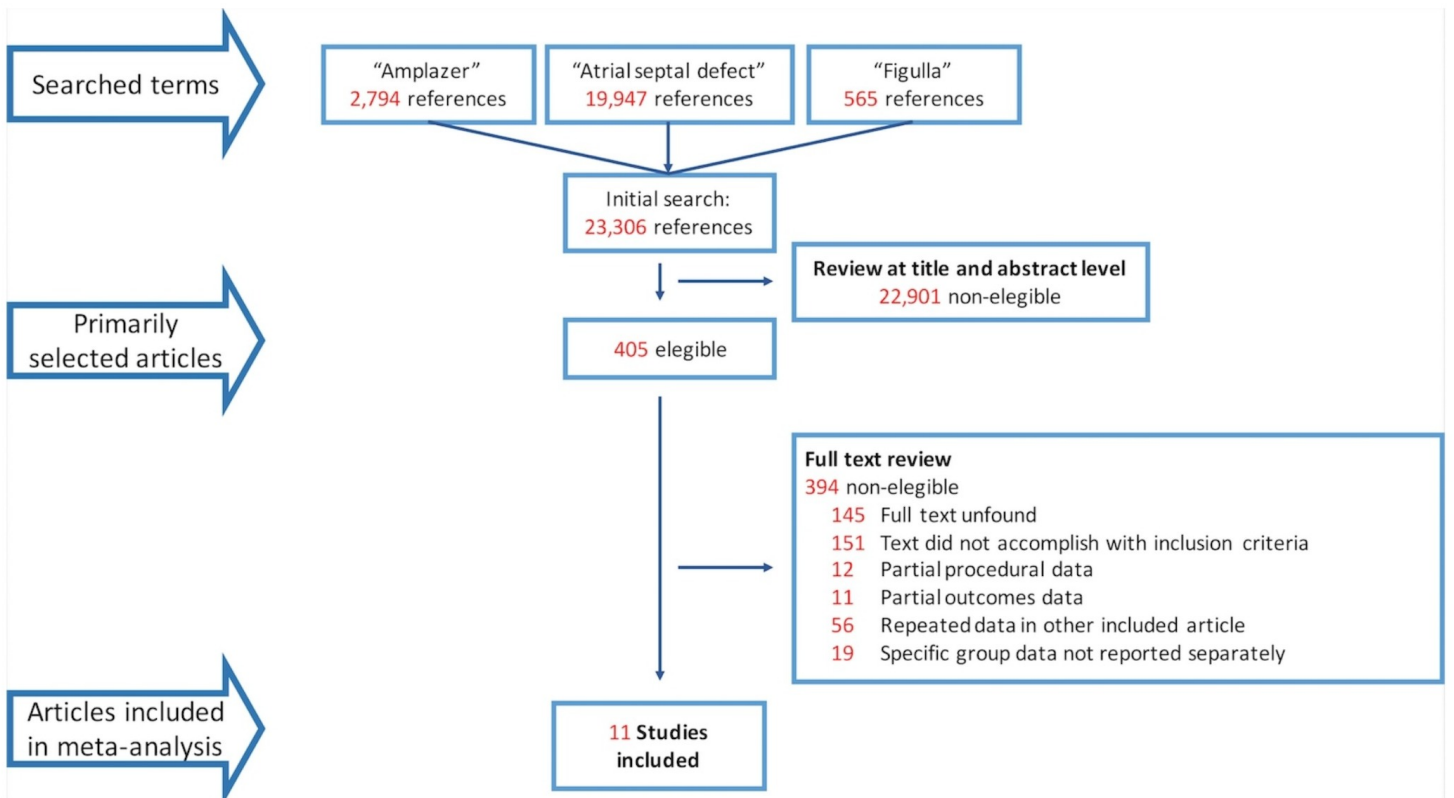 Searched terms
“Amplazer”
2,794 references
“Atrial septal defect”
19,947 references
“Figulla”
565 references
Initial search:
23,306 references
Review at title and abstract level
22,901 non-elegible
Primarily
selected articles
405 elegible
Full text review
394 non-elegible
145 Full text unfound
151 Text did not accomplish with inclusion criteria
12 Partial procedural data
11 Partial outcomes data
56 Repeated data in other included article
19 Specific group data not reported separately
Articles included
in meta-analysis
11 Studies
included